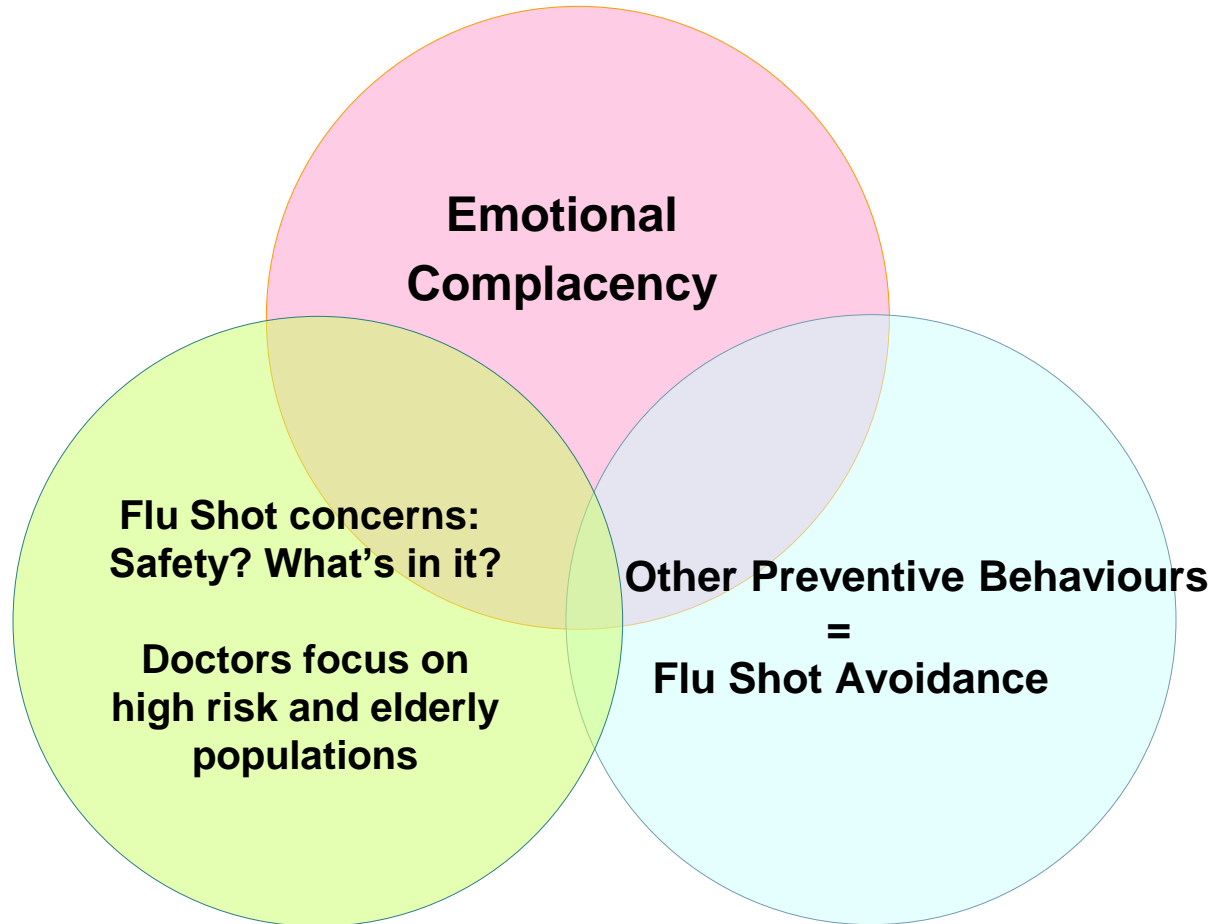 Emotional
Complacency
Flu Shot concerns:
Safety? What’s in it?
Doctors focus on
high risk and elderly
populations
Other Preventive Behaviours
=
Flu Shot Avoidance